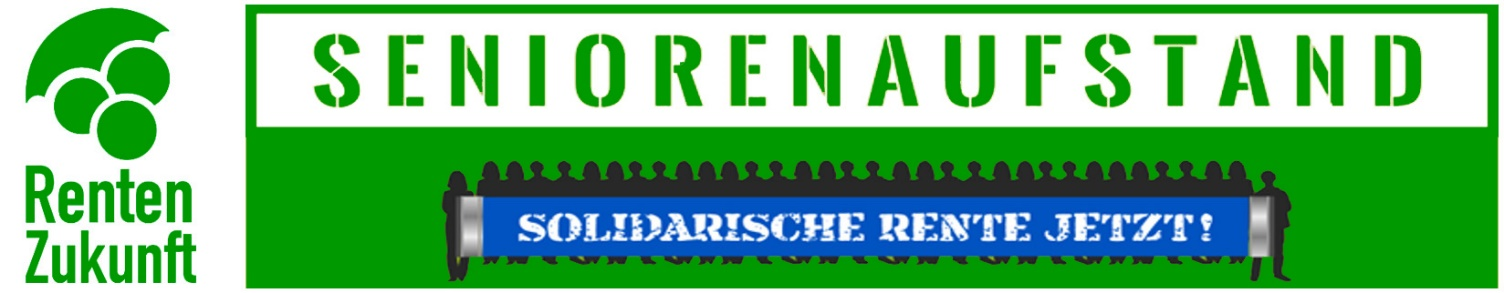 Renten
Zukunft
SENIORENAUFSTAND
SOLIDARISCHE RENTE JETZT!